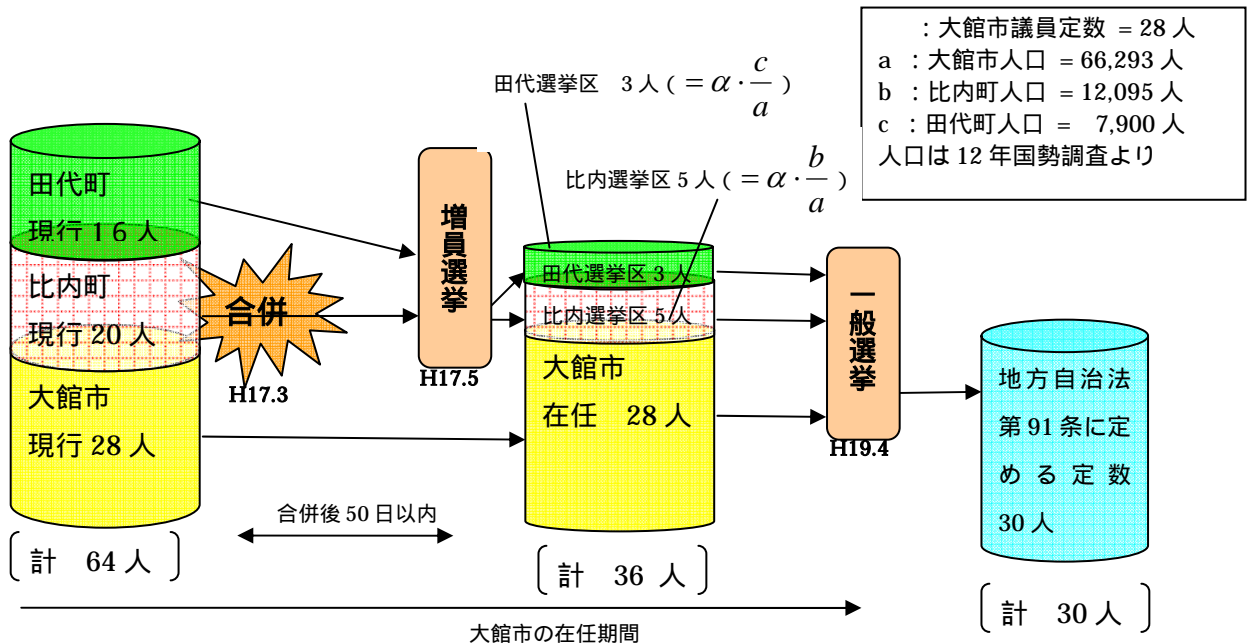 ：大館市議員定数 = 28 人
a ：大館市人口 = 66,293 人
b ：比内町人口 = 12,095 人
c ：田代町人口 = 7,900 人
人口は 12 年国勢調査より
田代選挙区 3 人 ( = α · c/a )
比内選挙区 5 人 ( = α · b/a )
田代町
現行 1 6 人
比内町
現行 20 人
大館市
現行 28 人
計 64 人
合併
H17.3
増員選挙
H17.5
合併後 50 日以内
田代選挙区 3 人
比内選挙区 5 人
大館市
在任 28 人
計 36 人
一般選挙
H19.4
地方自治法
第 91 条に定
める定数
30 人
計 30 人
大館市の在任期間